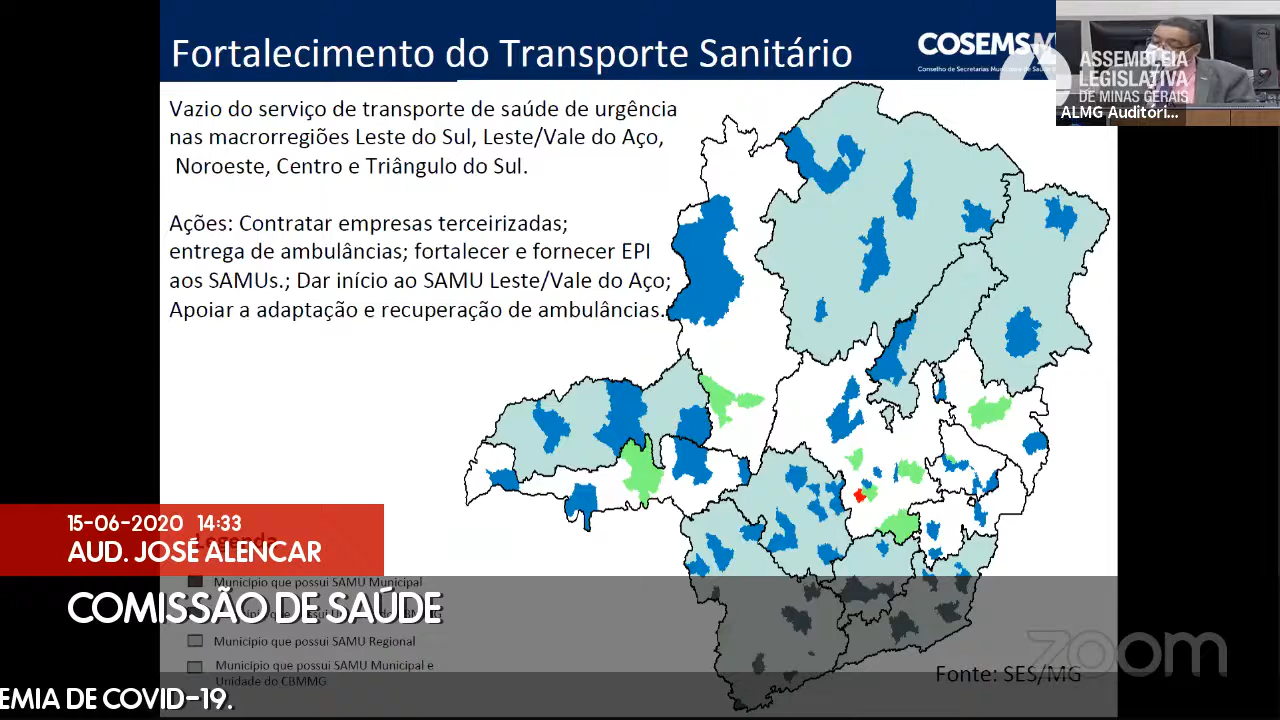 Fortalecimento do Transporte Sanitário
COSEMS
Conselho de Secretarias Municipais de Saúde
ASSEMBLEIA
LEGISLATIVA
DE MINAS GERAIS
ALMG Auditóri...
Vazio do serviço de transporte de saúde de urgência
nas macrorregiões Leste do Sul, Leste/Vale do Aço,
Noroeste, Centro e Triângulo do Sul.
Ações: Contratar empresas terceirizadas;
entrega de ambulâncias; fortalecer e fornecer EPI
aos SAMUs.; Dar início ao SAMU Leste/Vale do Aço;
Apoiar a adaptação e recuperação de ambulâncias..
15-06-2020 14:33
Legenda
AUD. JOSÉ ALENCAR
Município que possui SAMU Municipal
COMISSÃO DE SAÚDE
Município que possui SAMU Regional
Município que possui SAMU Municipal e
Unidade do CBMMG
zoom
Fonte: SES/MG
EMIA DE COVID-19.